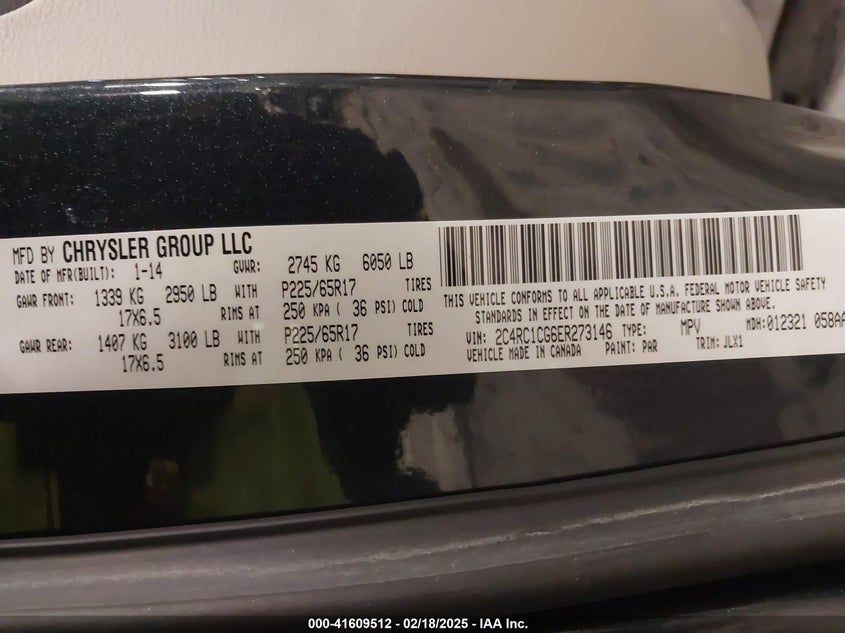 MFD BY CHRYSLER GROUP LLC
DATE OF MFR(BUILT): 1-14 GVWR: 2745 KG 6050 LB
GAWR FRONT: 1339 KG 2950 LB WITH P225/65R17 TIRES
17X6.5 RIMS AT 250 KPA ( 36 PSI) COLD
GAWR REAR: 1407 KG 3100 LB WITH P225/65R17 TIRES
17X6.5 RIMS AT 250 KPA ( 36 PSI) COLD
THIS VEHICLE CONFORMS TO ALL APPLICABLE U.S.A. FEDERAL MOTOR VEHICLE SAFETY
STANDARDS IN EFFECT ON THE DATE OF MANUFACTURE SHOWN ABOVE.
VIN: 2C4RC1CG6ER273146 TYPE: MPV MDH: 012321 058AA
VEHICLE MADE IN CANADA PAINT: PAR TRIM: JLX1
000-41609512 - 02/18/2025 - IAA Inc.